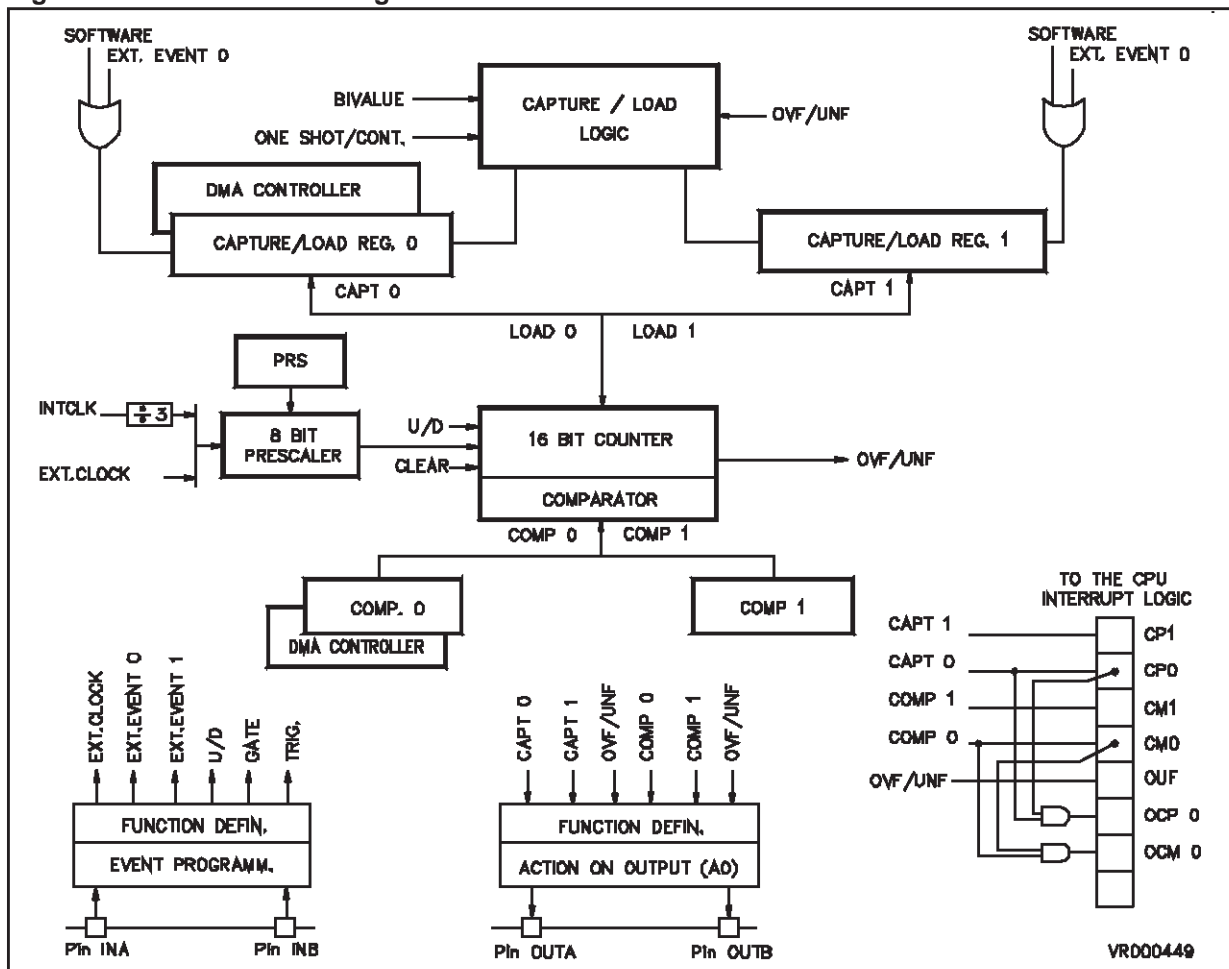 SOFTWARE
EXT. EVENT 0
SOFTWARE
EXT. EVENT 0
BIVALUE
ONE SHOT/CONT.
CAPTURE / LOAD
LOGIC
OVF/UNF
DMA CONTROLLER
CAPTURE/LOAD REG. 0
CAPTURE/LOAD REG. 1
CAPT 0
CAPT 1
LOAD 0
LOAD 1
PRS
INTCLK
÷ 3
8 BIT
PRESCALER
EXT.CLOCK
U/D
CLEAR
16 BIT COUNTER
COMPARATOR
OVF/UNF
COMP 0
COMP 1
COMP. 0
DMA CONTROLLER
COMP 1
TO THE CPU
INTERRUPT LOGIC
CAPT 1
CP1
CAPT 0
CP0
COMP 1
CM1
COMP 0
CM0
OVF/UNF
OUF
OCP 0
OCM 0
EXT.CLOCK
EXT.EVENT 0
EXT.EVENT 1
U/D
GATE
TRIG.
FUNCTION DEFIN.
EVENT PROGRAMM.
Pin INA
Pin INB
CAPT 0
CAPT 1
OVF/UNF
COMP 0
COMP 1
OVF/UNF
FUNCTION DEFIN.
ACTION ON OUTPUT (AO)
Pin OUTA
Pin OUTB
VR000449